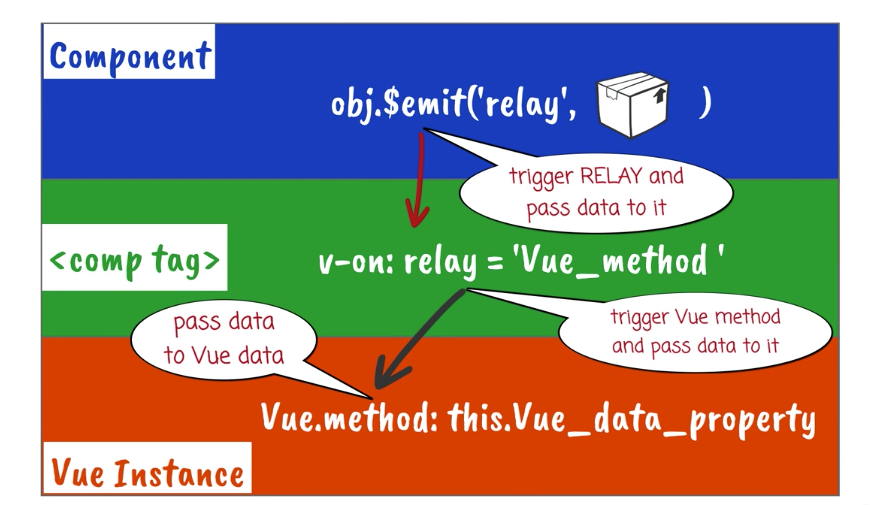 Component
obj.$emit('relay', )
trigger RELAY and
pass data to it
<comp tag>
v-on: relay = 'Vue_method '
pass data
to Vue data
trigger Vue method
and pass data to it
Vue.method: this.Vue_data_property
Vue Instance